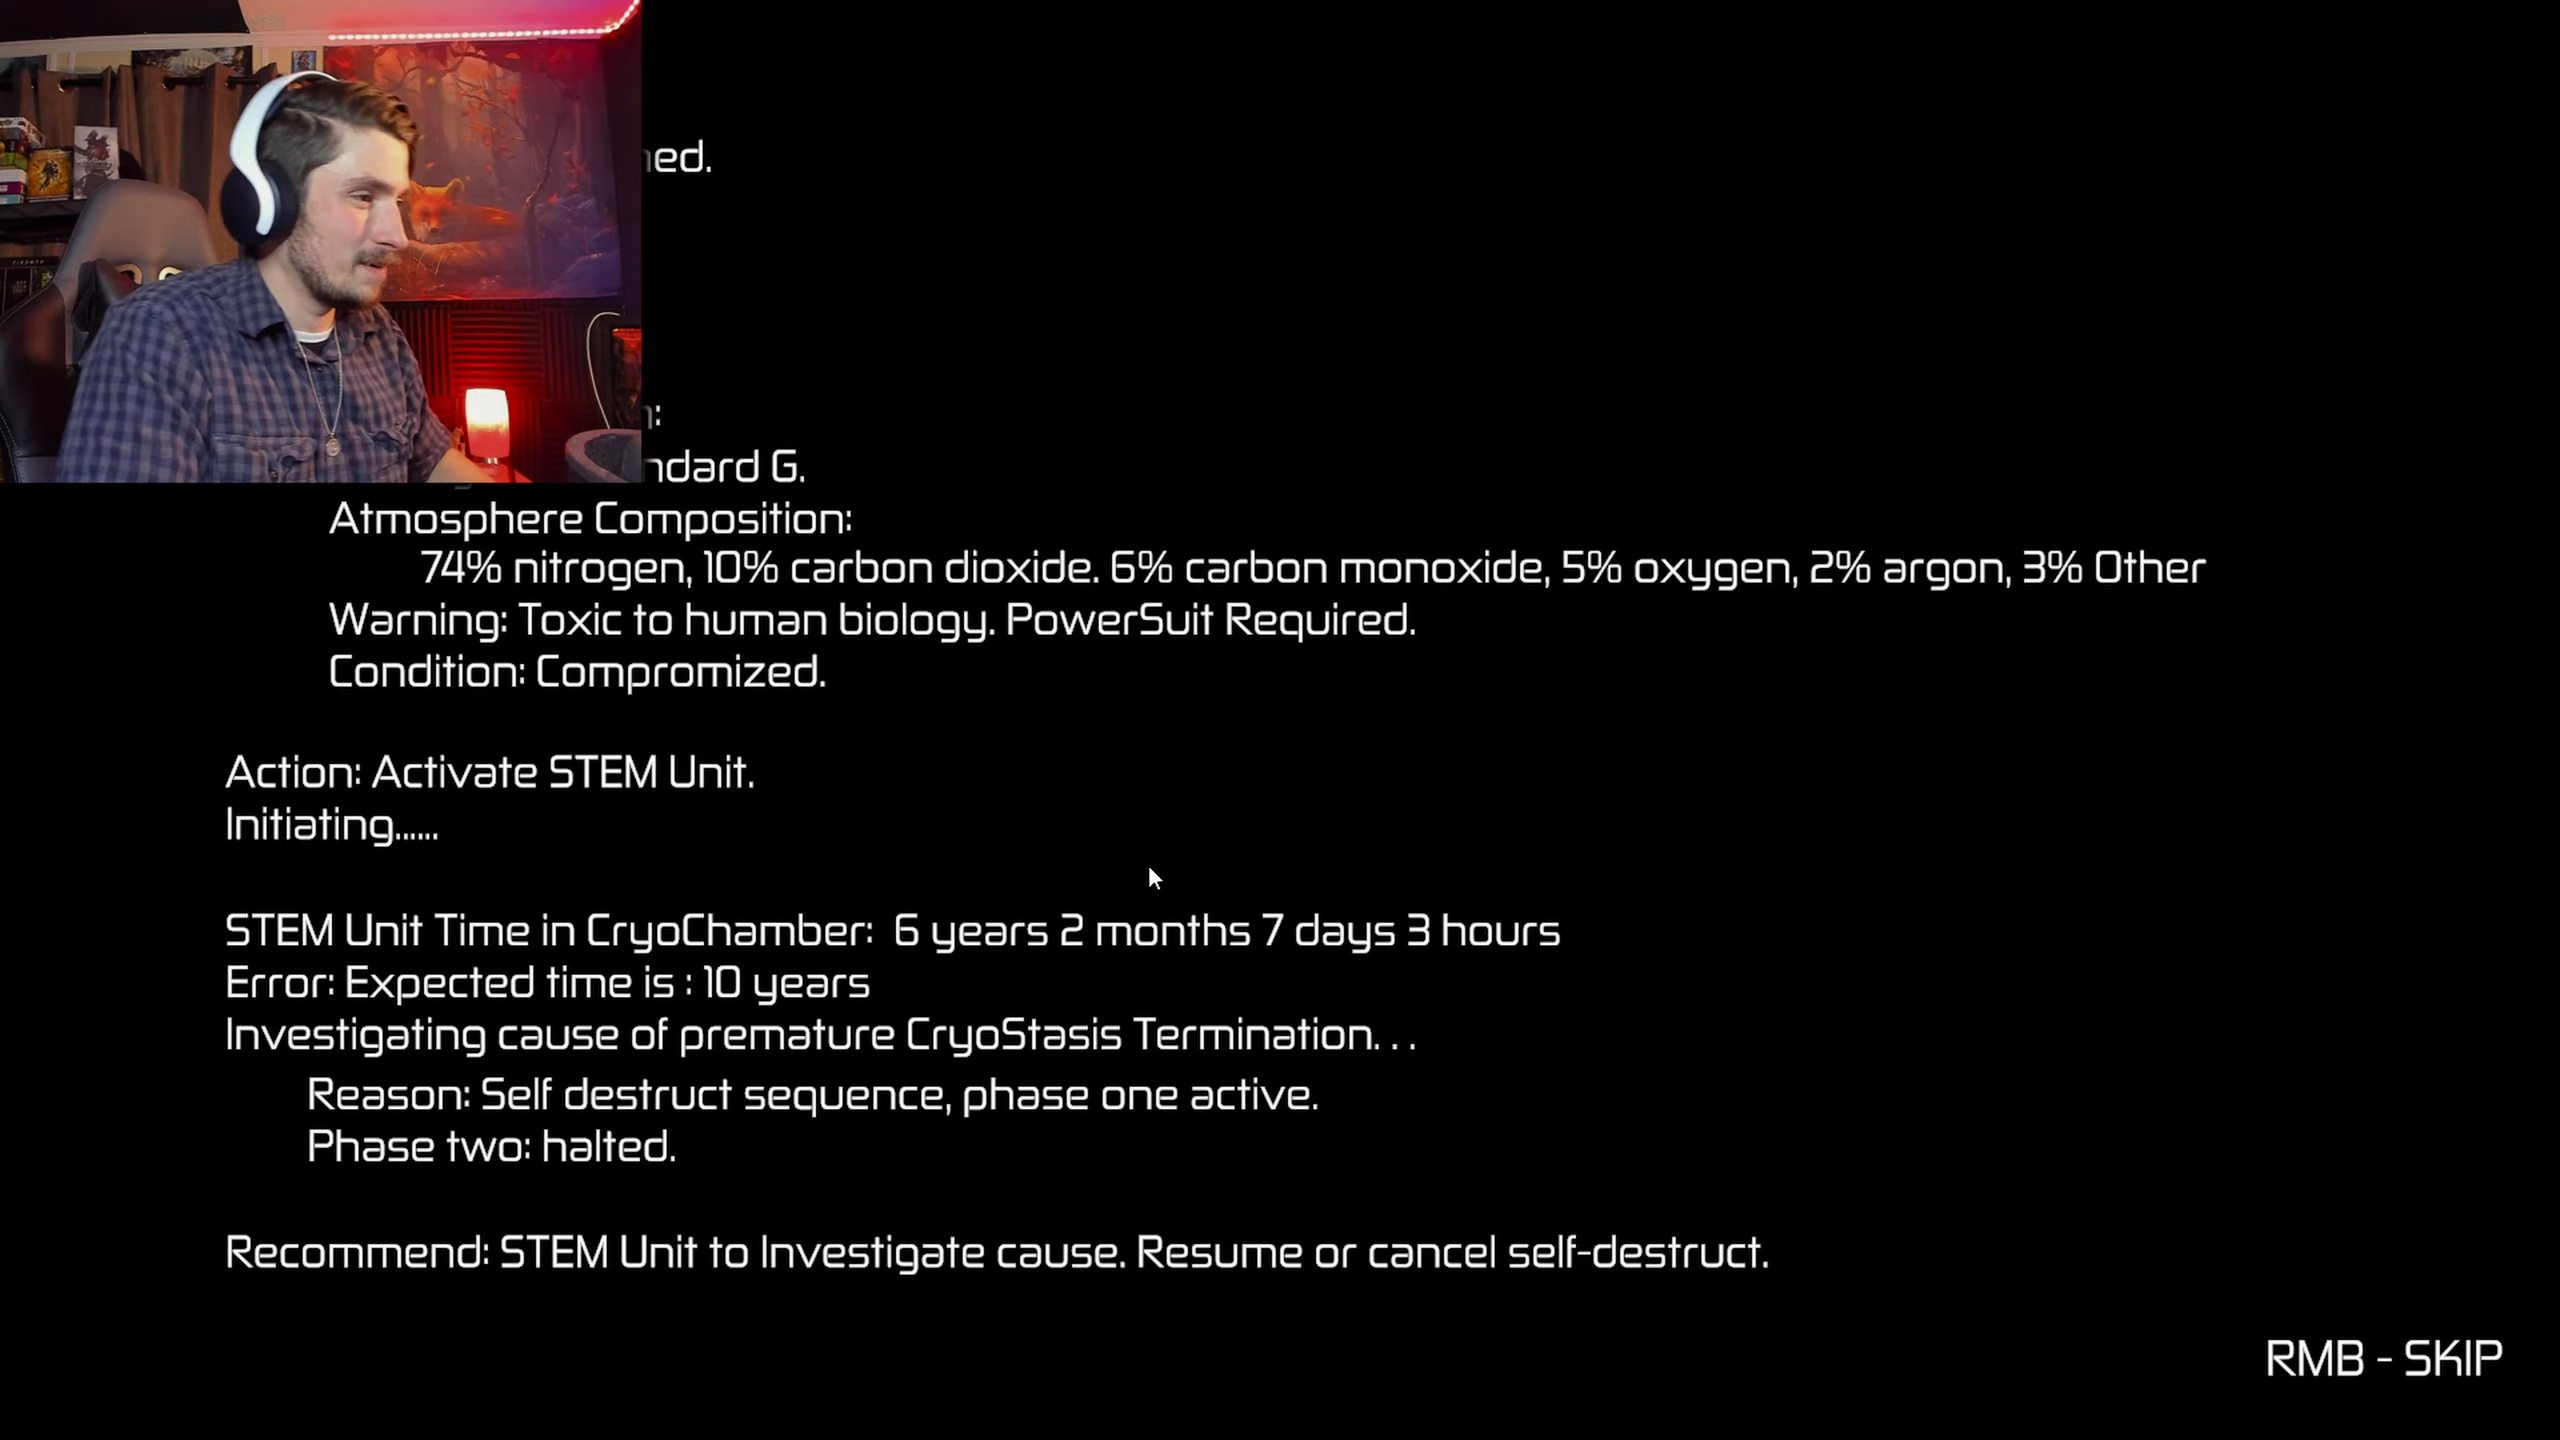 G.
Atmosphere Composition:
74% nitrogen, 10% carbon dioxide. 6% carbon monoxide, 5% oxygen, 2% argon, 3% Other
Warning: Toxic to human biology. PowerSuit Required.
Condition: Compromized.
Action: Activate STEM Unit.
Initiating......
STEM Unit Time in CryoChamber: 6 years 2 months 7 days 3 hours
Error: Expected time is : 10 years
Investigating cause of premature CryoStasis Termination. . .
Reason: Self destruct sequence, phase one active.
Phase two: halted.
Recommend: STEM Unit to Investigate cause. Resume or cancel self-destruct.
RMB - SKIP